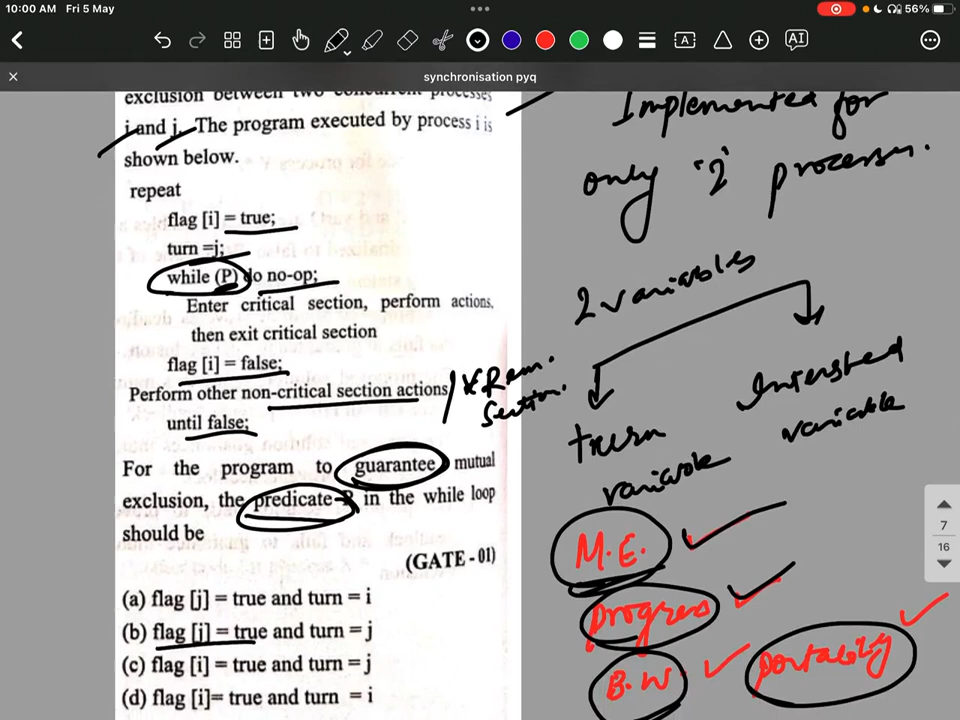 10:00 AM Fri 5 May
56%
A
AI
synchronisation pyq
exclusion between two concurrent processes
i and j. The program executed by process i is
shown below.
repeat
flag [i] = true;
turn =j;
while (P) do no-op;
Enter critical section, perform actions,
then exit critical section
flag [i] = false;
Perform other non-critical section actions
until false;
For the program to guarantee mutual
exclusion, the predicate P in the while loop
should be
(GATE - 01)
(a) flag [j] = true and turn = i
(b) flag [j] = true and turn = j
(c) flag [i] = true and turn = j
(d) flag [i]= true and turn = i
Implemented for
only '2' processes.
2 variables
Rem.
Section.
turn
variable
Intersted
variable
M.E.
progress
B.W
portability
7
16